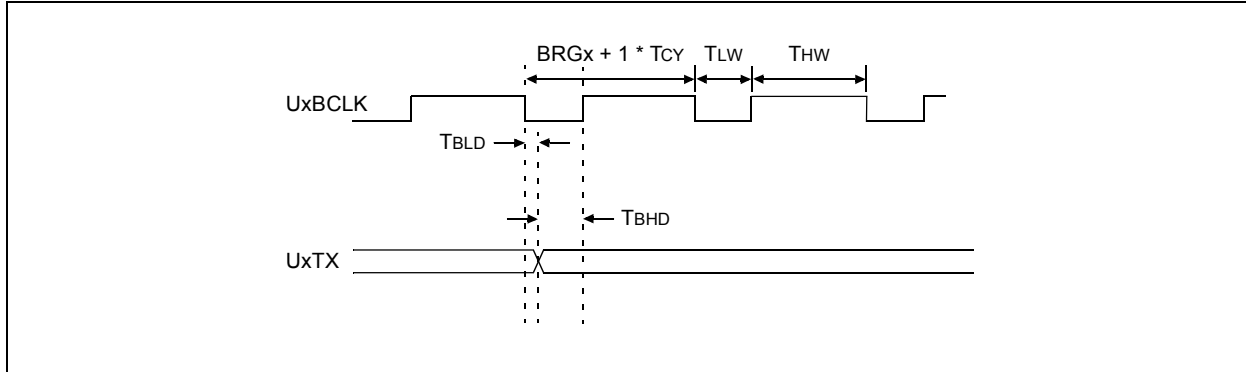 BRGx + 1 * TCY TLW THW
UxBCLK
TBLD
TBHD
UxTX